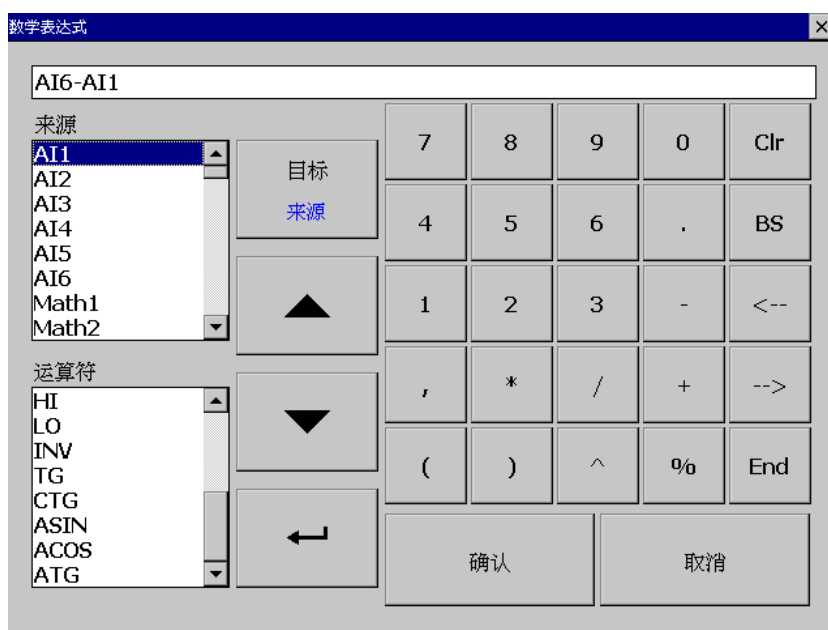 数学表达式
AI6-AI1
来源
AI1
AI2
AI3
AI4
AI5
AI6
Math1
Math2
目标
来源
运算符
HI
LO
INV
TG
CTG
ASIN
ACOS
ATG
7 8 9 0 Clr
4 5 6 . BS
1 2 3 - <--
, * / + -->
( ) ^ % End
确认 取消